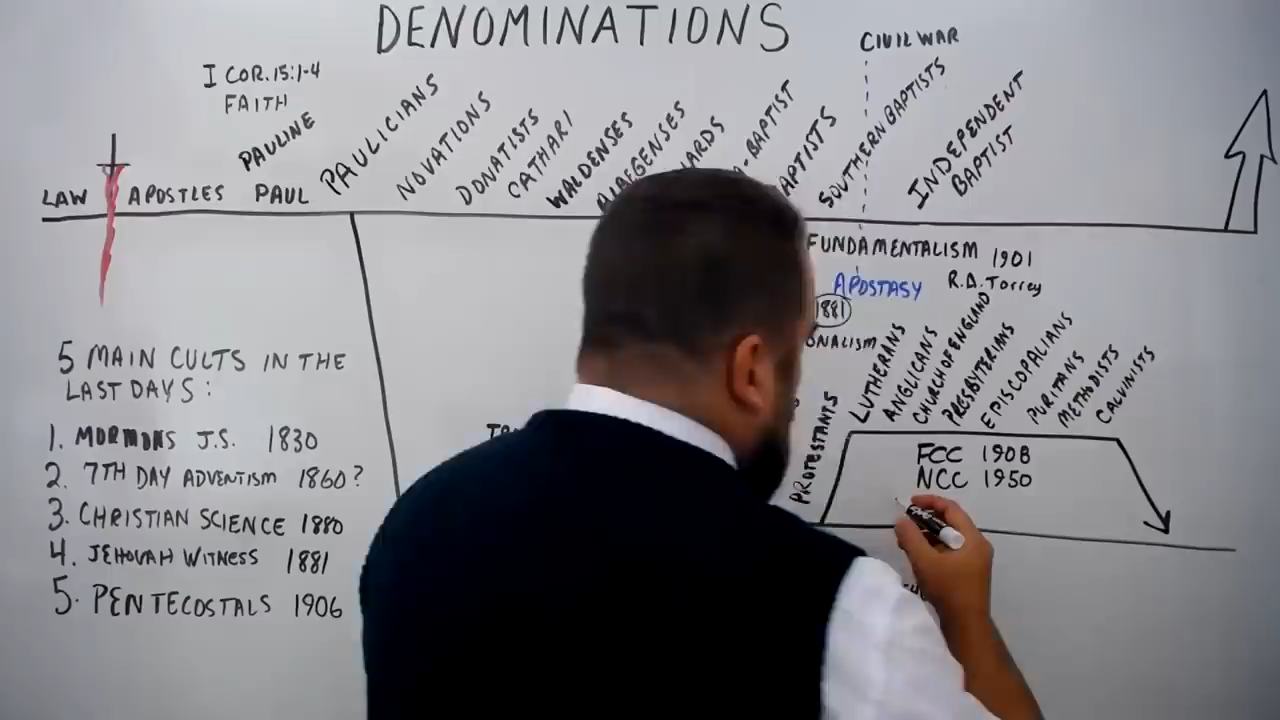 DENOMINATIONS
CIVIL WAR
I COR. 15:1-4
FAITH
PAULINE
PAULICIANS
NOVATIONS
DONATISTS
CATHARI
WALDENSES
ALBEGENSES
SOUTHERN BAPTISTS
INDEPENDENT
BAPTIST
LAW APOSTLES PAUL
FUNDAMENTALISM 1901
APOSTASY R.A. Torrey
1881
5 MAIN CULTS IN THE
LAST DAYS:
1. MORMONS J.S. 1830
2. 7TH DAY ADVENTISM 1860?
3. CHRISTIAN SCIENCE 1880
4. JEHOVAH WITNESS 1881
5. PENTECOSTALS 1906
PROTESTANTS
LUTHERANS
ANGLICANS
CHURCH OF ENGLAND
PRESBYTERIANS
EPISCOPALIANS
PURITANS
METHODISTS
CALVINISTS
FCC 1908
NCC 1950